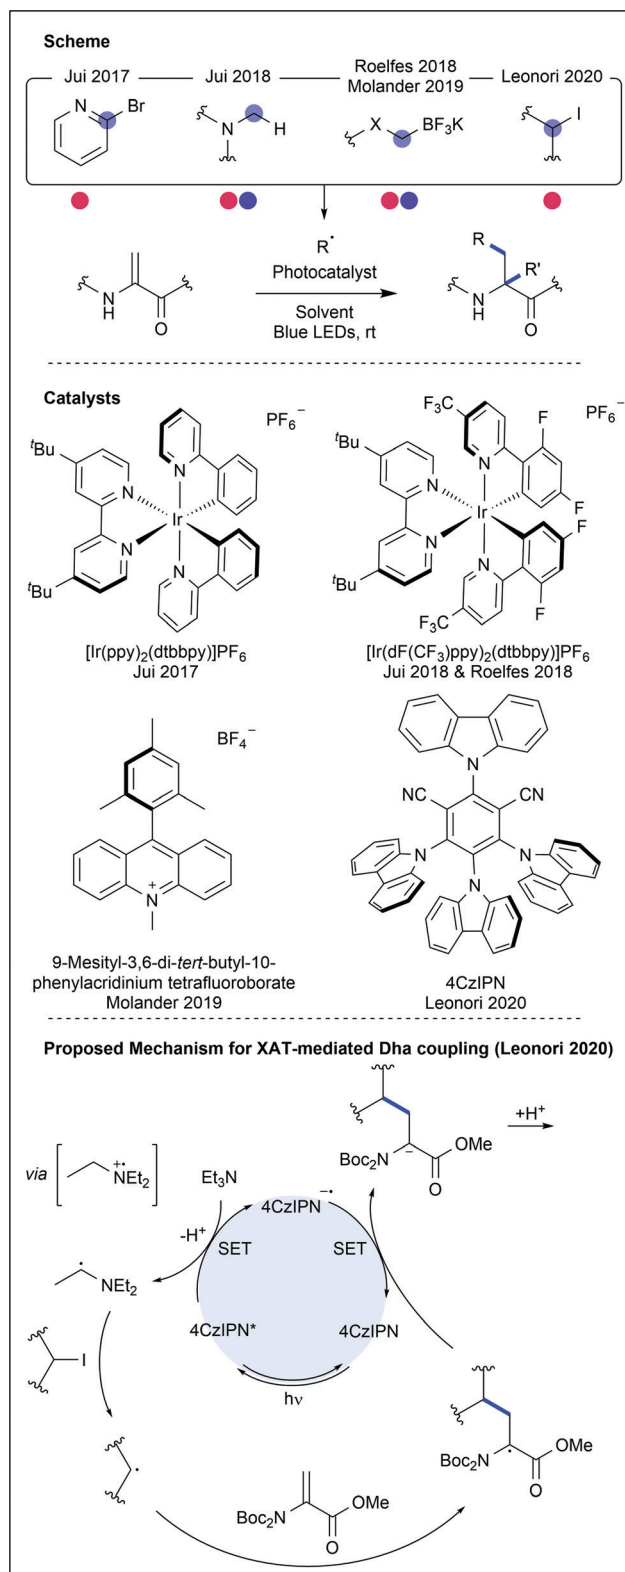 Scheme
Jui 2017
Jui 2018
Roelfes 2018
Molander 2019
Leonori 2020
N
Br
N
H
X
BF3K
I
R•
Photocatalyst
Solvent
Blue LEDs, rt
N
H
O
R
R'
N
H
O
Catalysts
PF6−
tBu
N
N
Ir
N
N
tBu
[Ir(ppy)2(dtbbpy)]PF6
Jui 2017
PF6−
F3C
F
tBu
N
N
F
Ir
F
N
N
tBu
F
F3C
[Ir(dF(CF3)ppy)2(dtbbpy)]PF6
Jui 2018 & Roelfes 2018
BF4−
N
+
9-Mesityl-3,6-di-tert-butyl-10-
phenylacridinium tetrafluoroborate
Molander 2019
N
NC
CN
N
N
N
4CzIPN
Leonori 2020
Proposed Mechanism for XAT-mediated Dha coupling (Leonori 2020)
+H+
Boc2N
−
OMe
O
via
+•
NEt2
Et3N
4CzIPN−•
-H+
SET
SET
•
NEt2
4CzIPN*
4CzIPN
hν
I
•
Boc2N
OMe
O
Boc2N
•
OMe
O